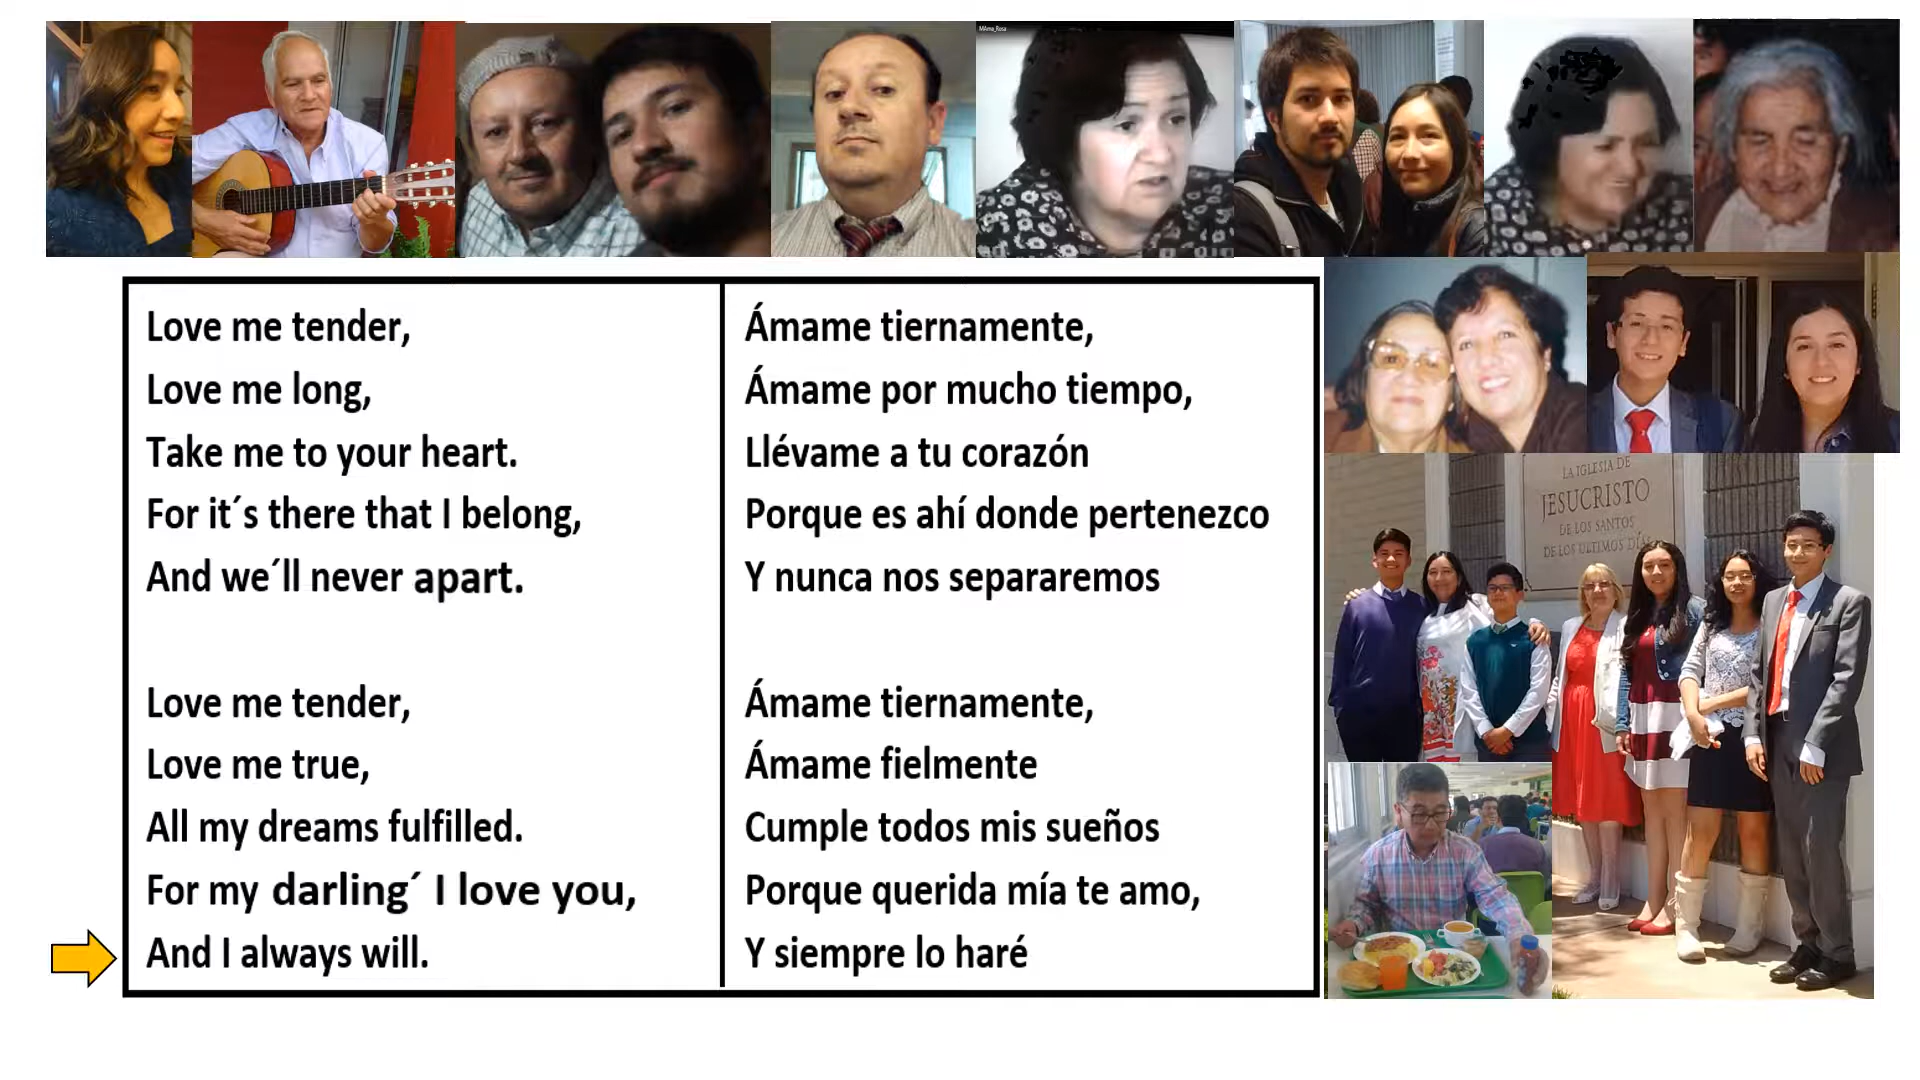 MAma_Rosa
Love me tender,
Love me long,
Take me to your heart.
For it´s there that I belong,
And we´ll never apart.
Love me tender,
Love me true,
All my dreams fulfilled.
For my darling´ I love you,
And I always will.
Ámame tiernamente,
Ámame por mucho tiempo,
Llévame a tu corazón
Porque es ahí donde pertenezco
Y nunca nos separaremos
Ámame tiernamente,
Ámame fielmente
Cumple todos mis sueños
Porque querida mía te amo,
Y siempre lo haré
LA IGLESIA DE
JESUCRISTO
DE LOS SANTOS
DE LOS ÚLTIMOS DÍAS